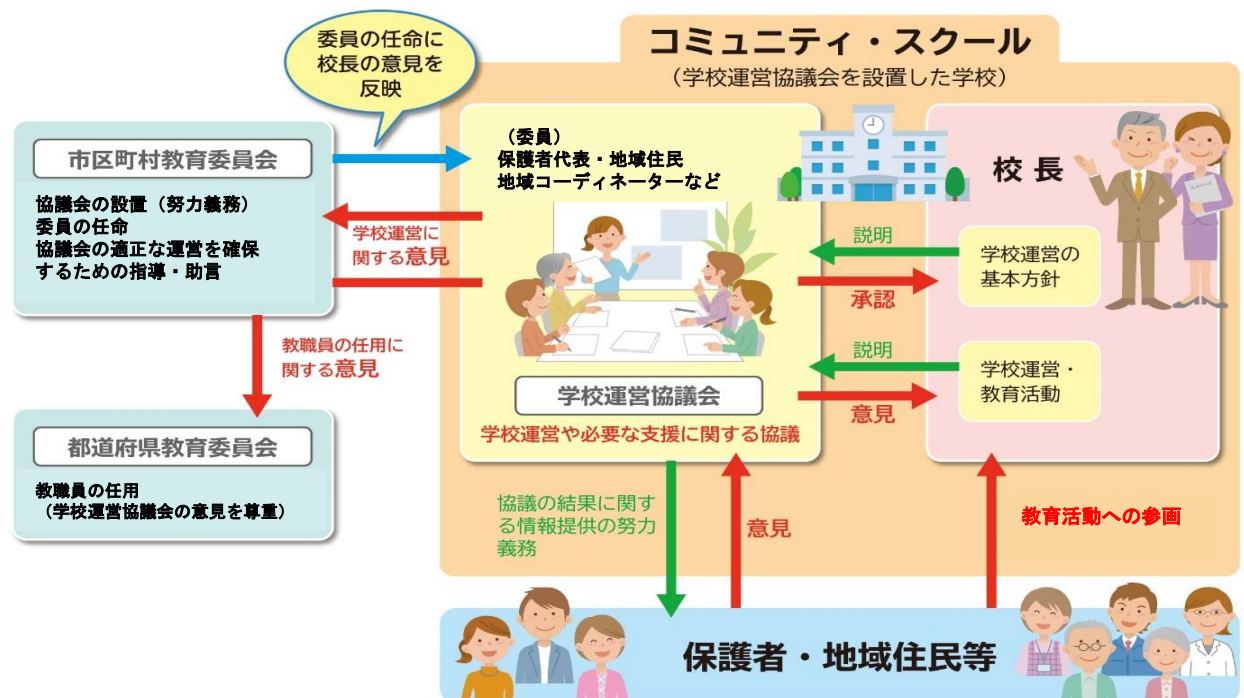 コミュニティ・スクール
(学校運営協議会を設置した学校)
委員の任命に
校長の意見を
反映
市区町村教育委員会
協議会の設置（努力義務）
委員の任命
協議会の適正な運営を確保
するための指導・助言
学校運営に
関する意見
教職員の任用に
関する意見
都道府県教育委員会
教職員の任用
（学校運営協議会の意見を尊重）
（委員）
保護者代表・地域住民
地域コーディネーターなど
学校運営協議会
学校運営や必要な支援に関する協議
校長
説明
学校運営の
基本方針
承認
説明
学校運営・
教育活動
意見
協議の結果に関す
る情報提供の努力
義務
意見
教育活動への参画
保護者・地域住民等